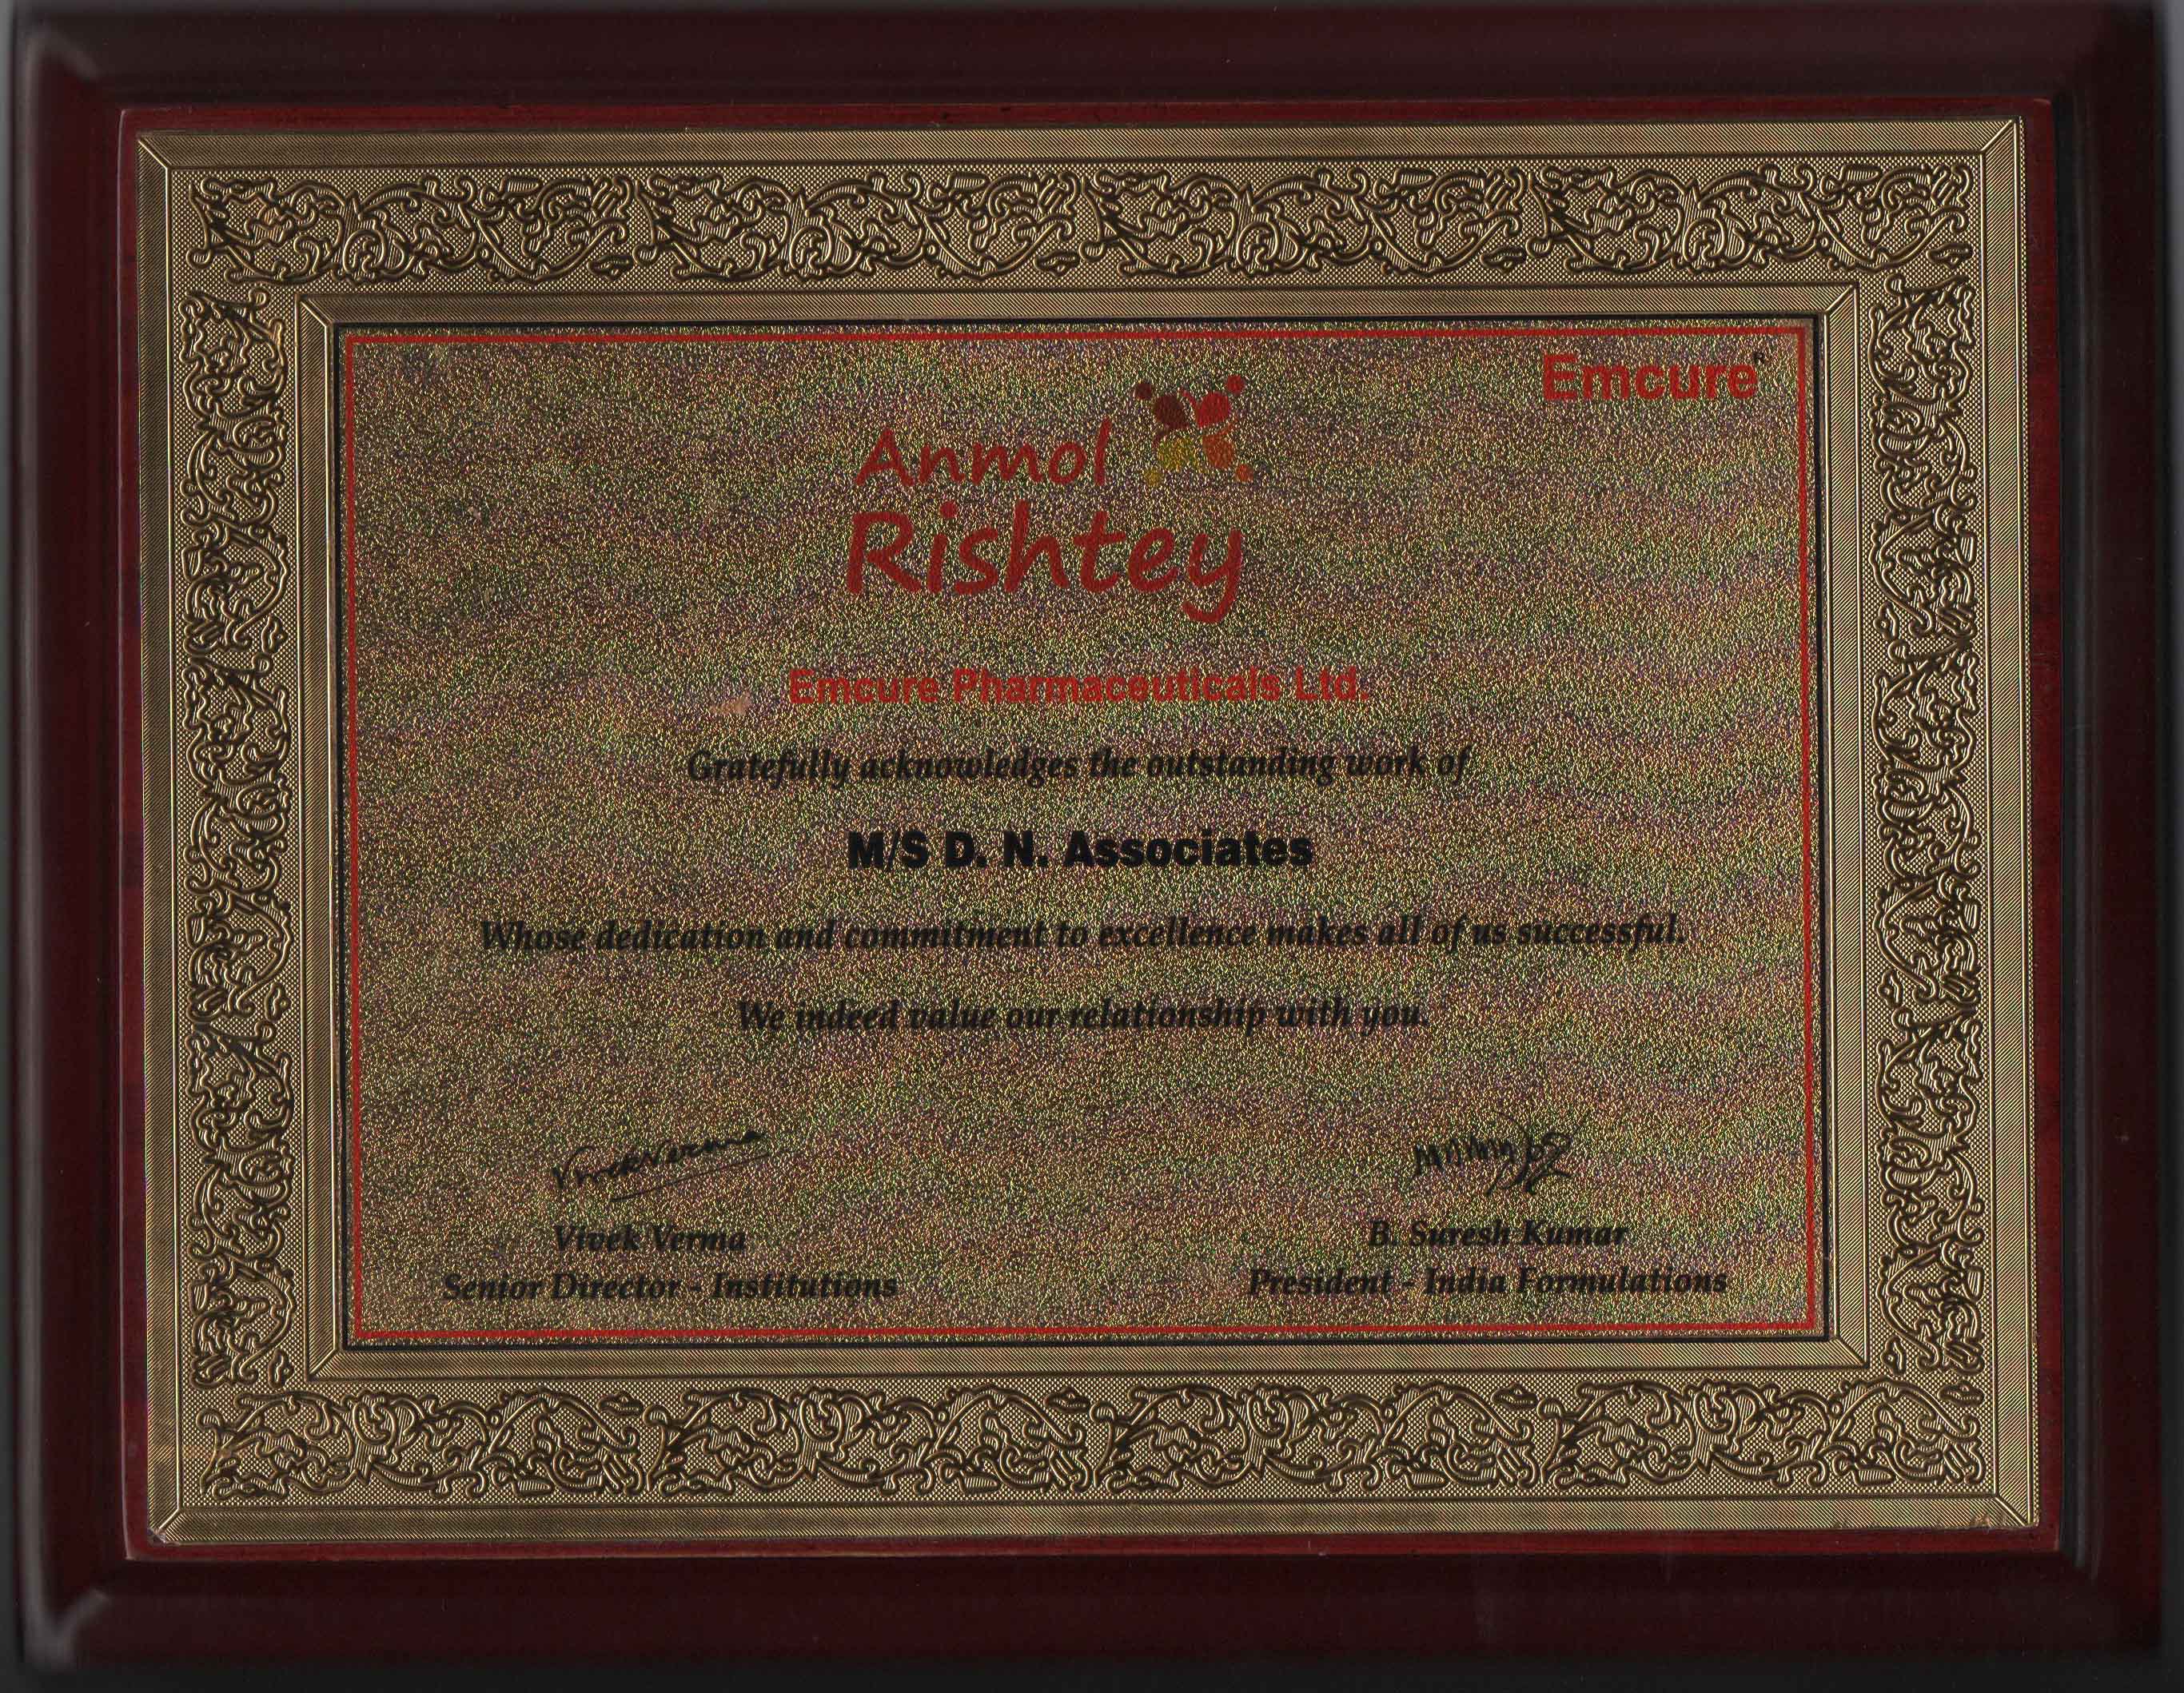 Emcure®
Anmol
Rishtey
Emcure Pharmaceuticals Ltd.
Gratefully acknowledges the outstanding work of
M/S D. N. Associates
Whose dedication and commitment to excellence makes all of us successful.
We indeed value our relationship with you.
Vivek Verma
Vivek Verma
B. Suresh Kumar
Senior Director - Institutions
President - India Formulations